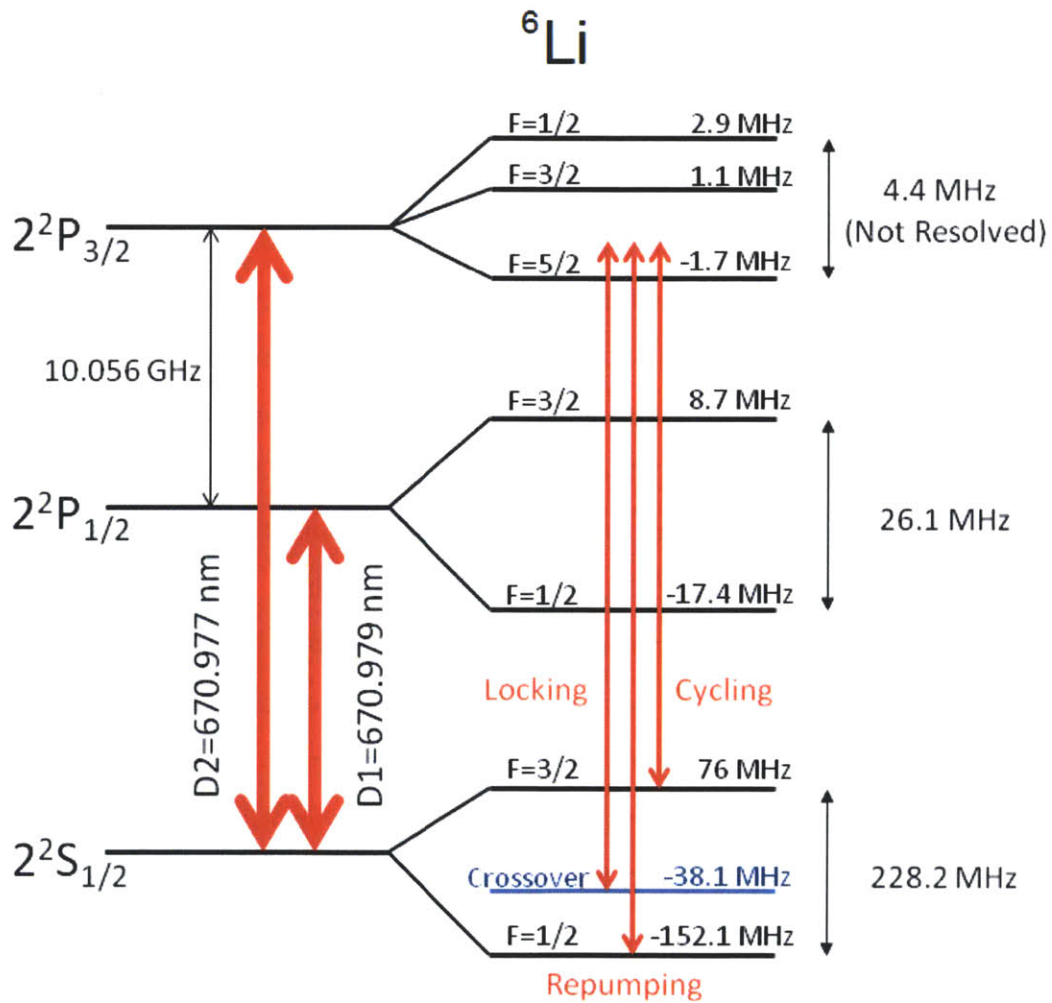 ⁶Li
F=1/2 2.9 MHz
F=3/2 1.1 MHz
4.4 MHz
(Not Resolved)
2²P₃/₂
F=5/2 -1.7 MHz
10.056 GHz
F=3/2 8.7 MHz
2²P₁/₂
26.1 MHz
F=1/2 -17.4 MHz
D2=670.977 nm
D1=670.979 nm
Locking
Cycling
F=3/2 76 MHz
2²S₁/₂
Crossover -38.1 MHz
228.2 MHz
F=1/2 -152.1 MHz
Repumping